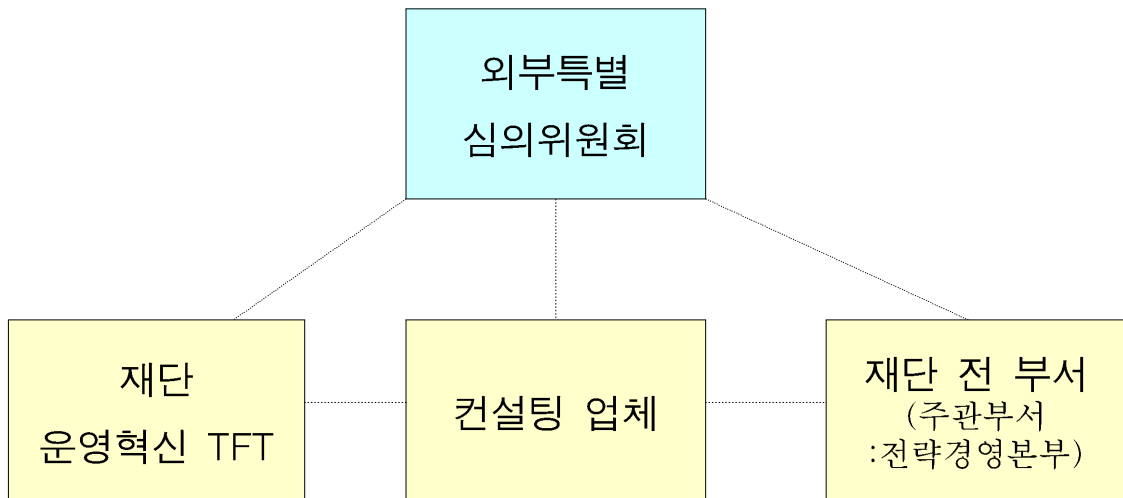 외부특별
심의위원회
재단
운영혁신 TFT
컨설팅 업체
재단 전 부서
(주관부서
:전략경영본부)